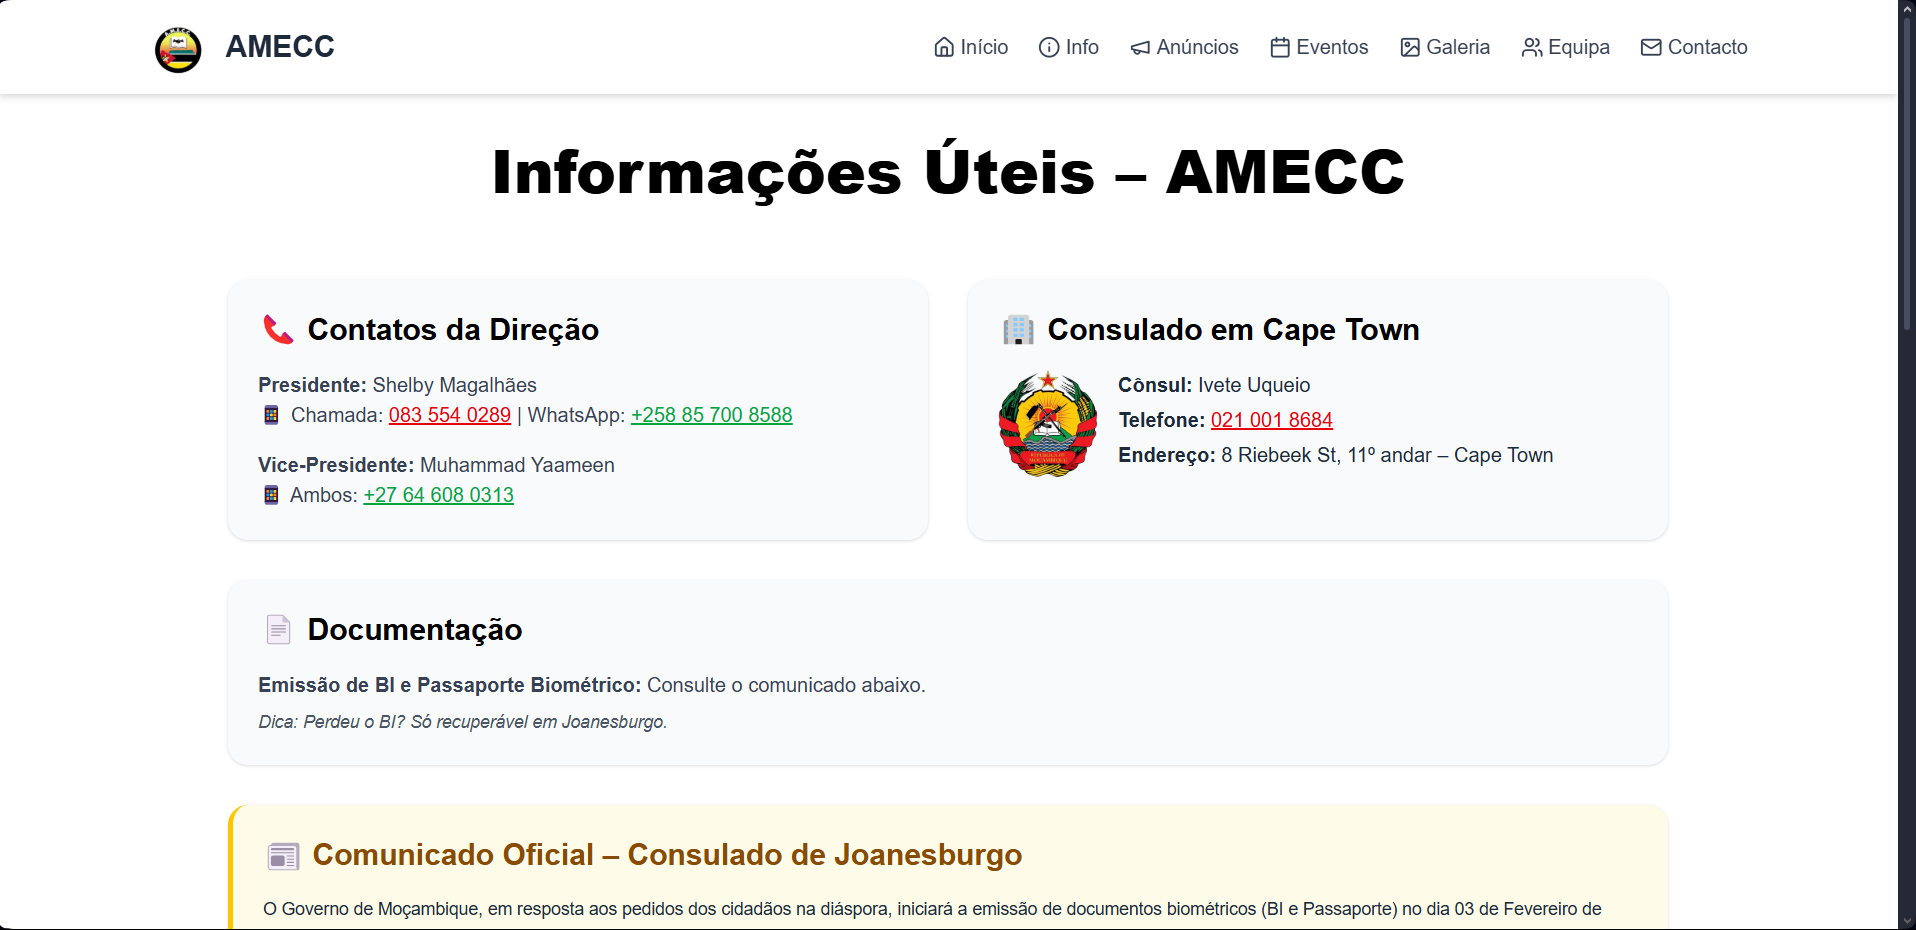 AMECC
Início
Info
Anúncios
Eventos
Galeria
Equipa
Contacto
Informações Úteis – AMECC
Contatos da Direção
Presidente: Shelby Magalhães
Chamada: 083 554 0289 | WhatsApp: +258 85 700 8588
Vice-Presidente: Muhammad Yaameen
Ambos: +27 64 608 0313
Consulado em Cape Town
Cônsul: Ivete Uqueio
Telefone: 021 001 8684
Endereço: 8 Riebeek St, 11º andar – Cape Town
Documentação
Emissão de BI e Passaporte Biométrico: Consulte o comunicado abaixo.
Dica: Perdeu o BI? Só recuperável em Joanesburgo.
Comunicado Oficial – Consulado de Joanesburgo
O Governo de Moçambique, em resposta aos pedidos dos cidadãos na diáspora, iniciará a emissão de documentos biométricos (BI e Passaporte) no dia 03 de Fevereiro de